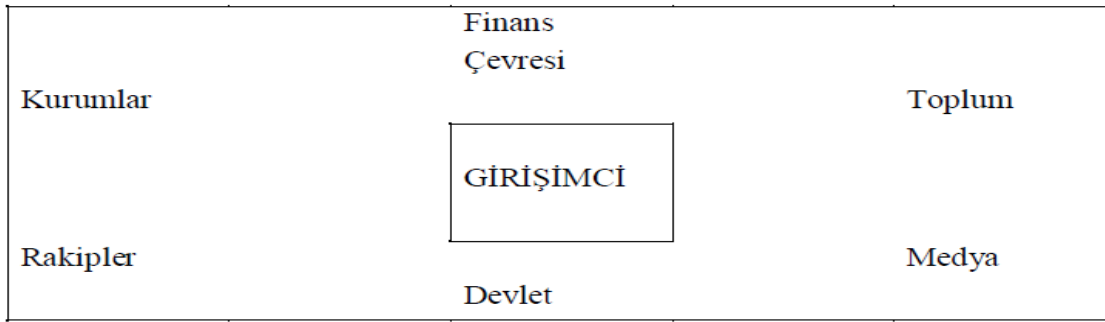 Finans
Çevresi
Kurumlar
Toplum
GİRİŞİMCİ
Rakipler
Medya
Devlet